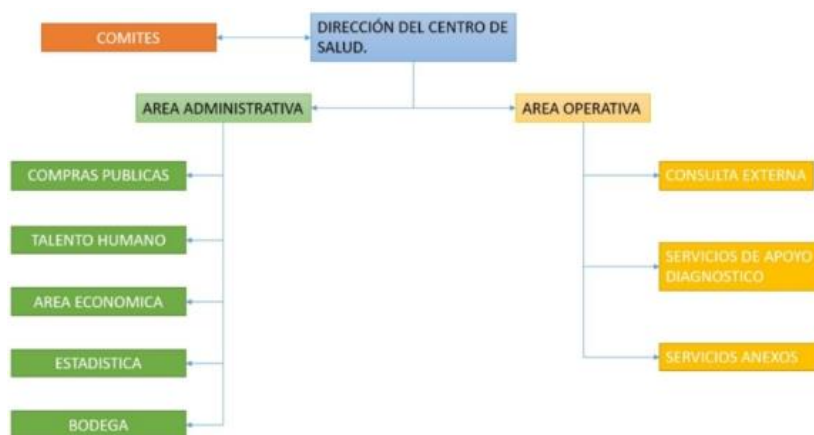 COMITES
DIRECCIÓN DEL CENTRO DE
SALUD.
AREA ADMINISTRATIVA
AREA OPERATIVA
COMPRAS PUBLICAS
TALENTO HUMANO
AREA ECONOMICA
ESTADISTICA
BODEGA
CONSULTA EXTERNA
SERVICIOS DE APOYO
DIAGNOSTICO
SERVICIOS ANEXOS